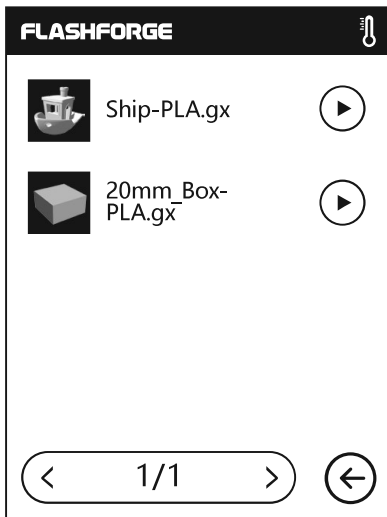 FLASHFORGE
Ship-PLA.gx
20mm_Box-
PLA.gx
1/1